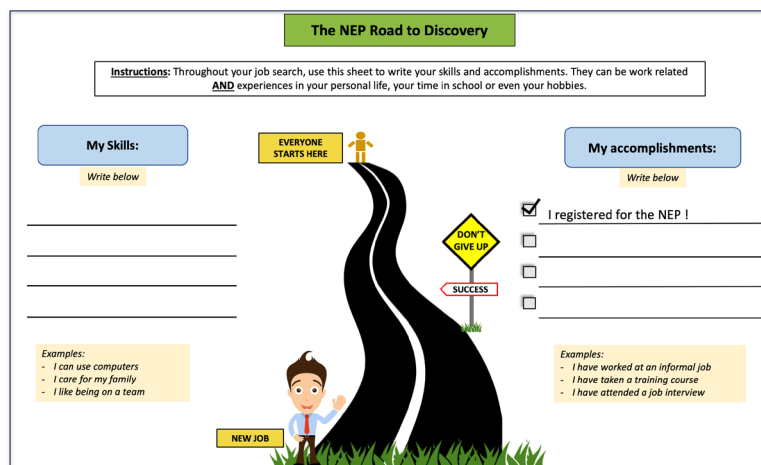 The NEP Road to Discovery
Instructions: Throughout your job search, use this sheet to write your skills and accomplishments. They can be work related
AND experiences in your personal life, your time in school or even your hobbies.
My Skills:
Write below
EVERYONE
STARTS HERE
My accomplishments:
Write below
I registered for the NEP !
DON'T
GIVE UP
SUCCESS
Examples:
- I can use computers
- I care for my family
- I like being on a team
Examples:
- I have worked at an informal job
- I have taken a training course
- I have attended a job interview
NEW JOB